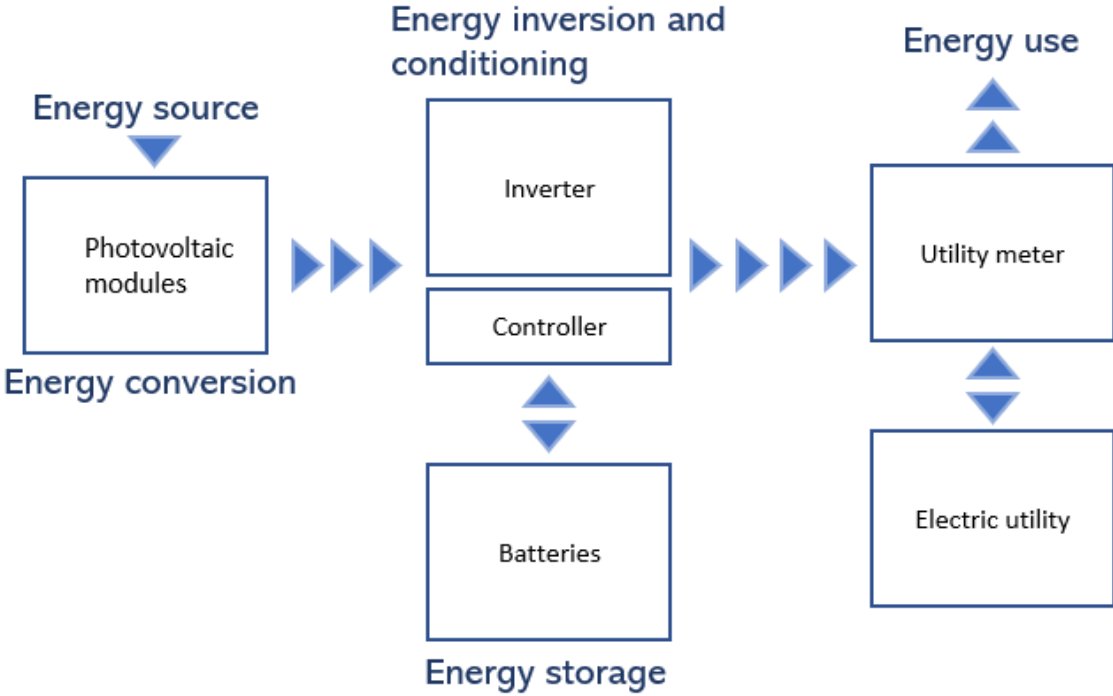 Energy source
Photovoltaic
modules
Energy conversion
Energy inversion and
conditioning
Inverter
Controller
Batteries
Energy storage
Energy use
Utility meter
Electric utility